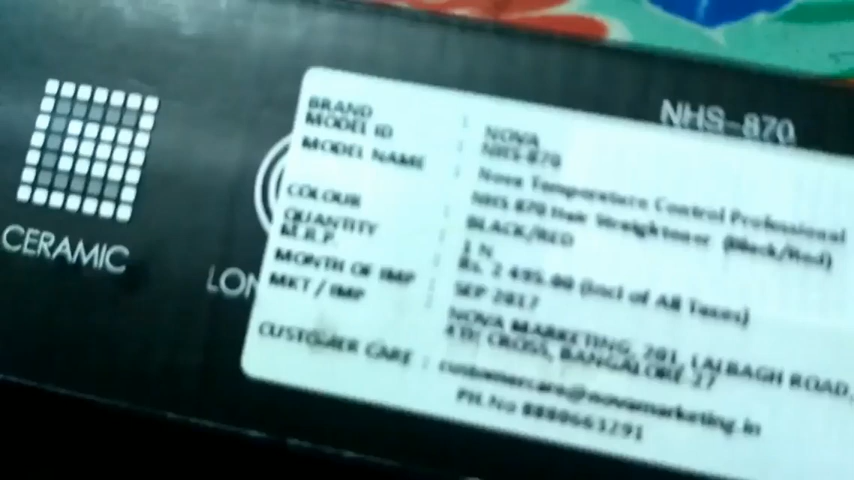 NHS-870
CERAMIC
LON
BRAND : NOVA
MODEL ID : NHS-870
MODEL NAME : Nova Temperature Control Professional
NHS 870 Hair Straightener (Black/Red)
COLOUR BLACK/RED
QUANTITY 1 N
M.R.P. : Rs. 2 495.00 (Incl of All Taxes)
MONTH OF IMP : SEP 2017
MKT / IMP NOVA MARKETING, 201, LALBAGH ROAD,
4TH CROSS, BANGALORE-27
CUSTOMER CARE : customercare@novamarketing.in
PH.No